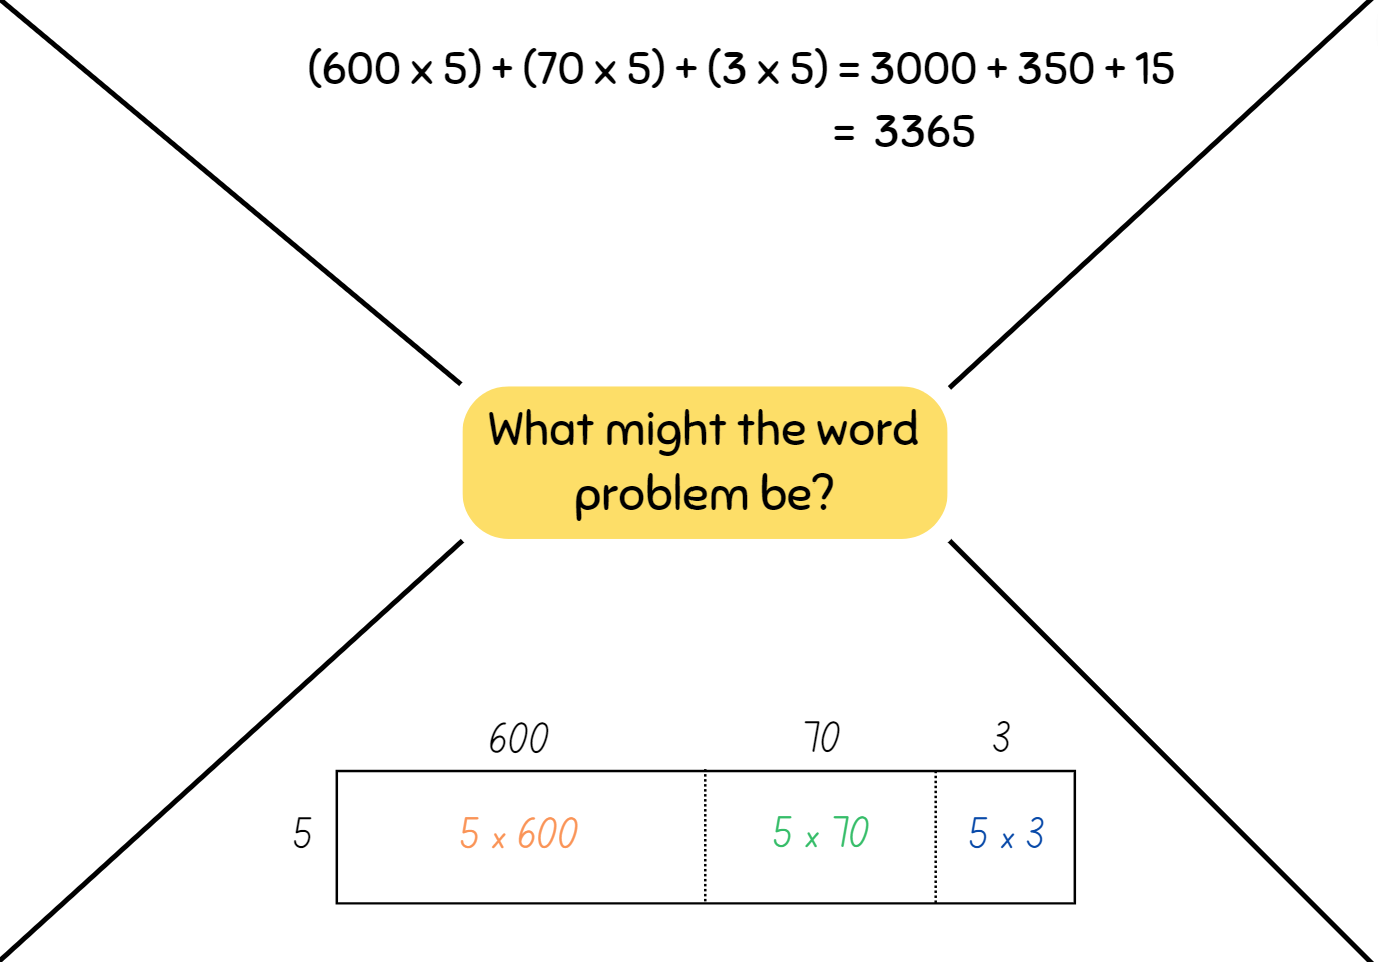 (600 x 5) + (70 x 5) + (3 x 5) = 3000 + 350 + 15
= 3365
What might the word
problem be?
600 70 3
5 5 x 600 5 x 70 5 x 3